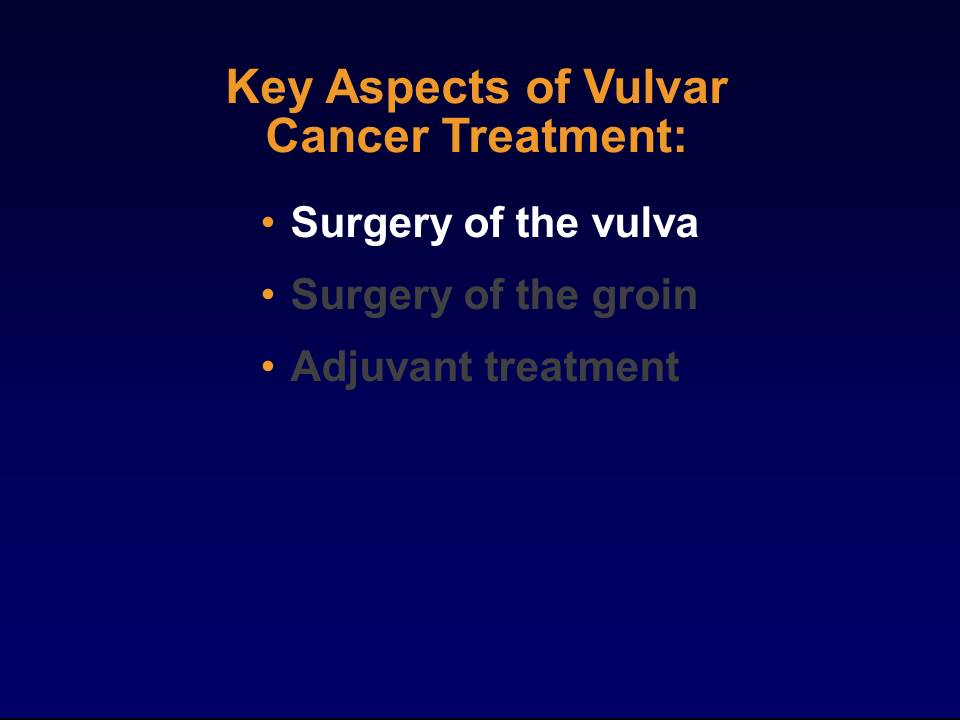 Key Aspects of Vulvar
Cancer Treatment:
• Surgery of the vulva
• Surgery of the groin
• Adjuvant treatment